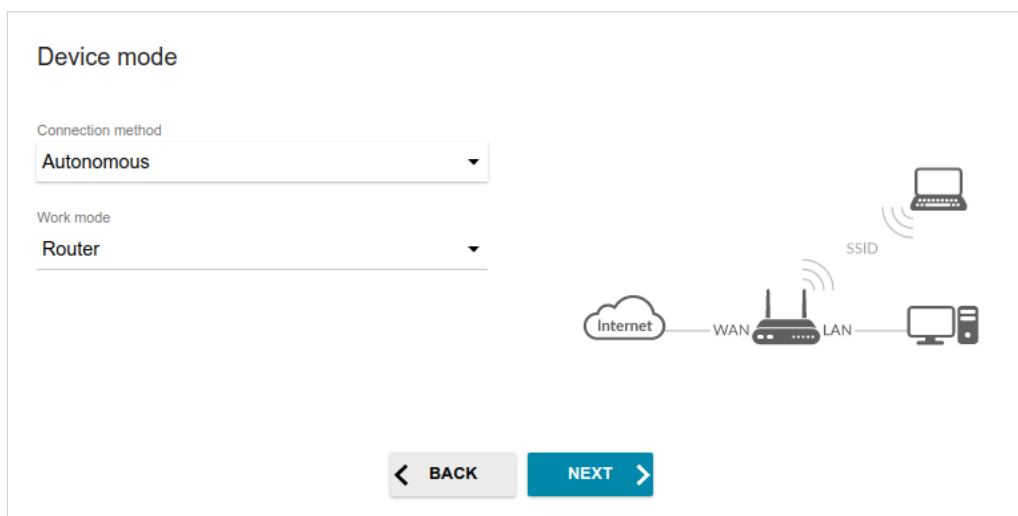 Device mode
Connection method
Autonomous
Work mode
Router
SSID
Internet
WAN
LAN
BACK
NEXT